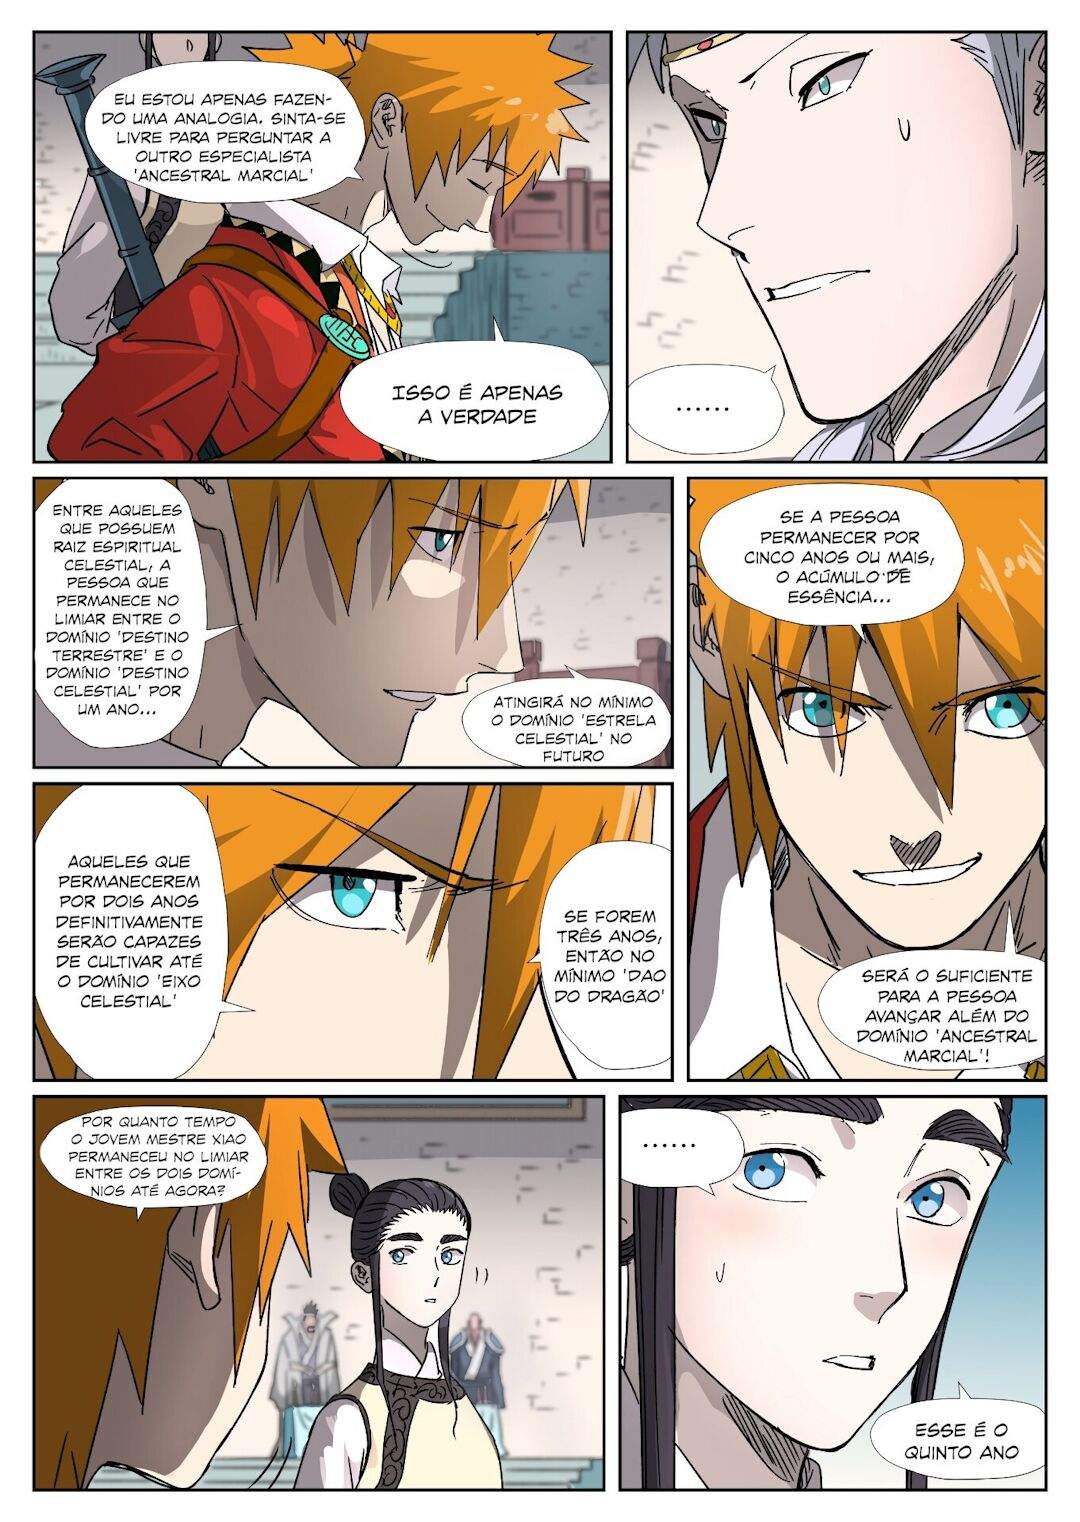 EU ESTOU APENAS FAZEN-
DO UMA ANALOGIA. SINTA-SE
LIVRE PARA PERGUNTAR A
OUTRO ESPECIALISTA
'ANCESTRAL MARCIAL'
ISSO É APENAS
A VERDADE
......
ENTRE AQUELES
QUE POSSUEM
RAIZ ESPIRITUAL
CELESTIAL, A
PESSOA QUE
PERMANECE NO
LIMIAR ENTRE O
DOMÍNIO 'DESTINO
TERRESTRE' E O
DOMÍNIO 'DESTINO
CELESTIAL' POR
UM ANO...
ATINGIRÁ NO MÍNIMO
O DOMÍNIO 'ESTRELA
CELESTIAL' NO
FUTURO
AQUELES QUE
PERMANECEREM
POR DOIS ANOS
DEFINITIVAMENTE
SERÃO CAPAZES
DE CULTIVAR ATÉ
O DOMÍNIO 'EIXO
CELESTIAL'
SE FOREM
TRÊS ANOS,
ENTÃO NO
MÍNIMO 'DAO
DO DRAGÃO'
SE A PESSOA
PERMANECER POR
CINCO ANOS OU MAIS,
O ACÚMULO DE
ESSÊNCIA...
SERÁ O SUFICIENTE
PARA A PESSOA
AVANÇAR ALÉM DO
DOMÍNIO 'ANCESTRAL
MARCIAL'!
POR QUANTO TEMPO
O JOVEM MESTRE XIAO
PERMANECEU NO LIMIAR
ENTRE OS DOIS DOMÍ-
NIOS ATÉ AGORA?
......
ESSE É O
QUINTO ANO